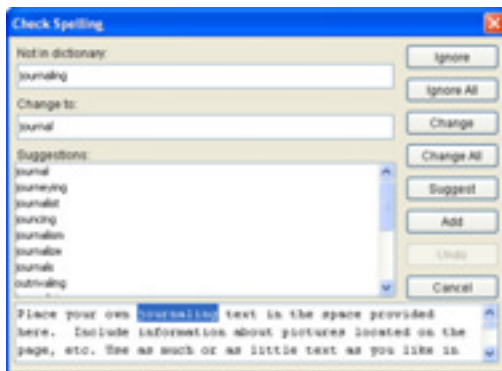 Check Spelling
Not in dictionary:
journaling
Ignore
Ignore All
Change to:
journal
Change
Change All
Suggestions:
journal
journeying
journalist
jouncing
journalism
journalize
journals
outrivaling
Suggest
Add
Undo
Cancel
Place your own journaling text in the space provided
here. Include information about pictures located on the
page, etc. Use as much or as little text as you like in